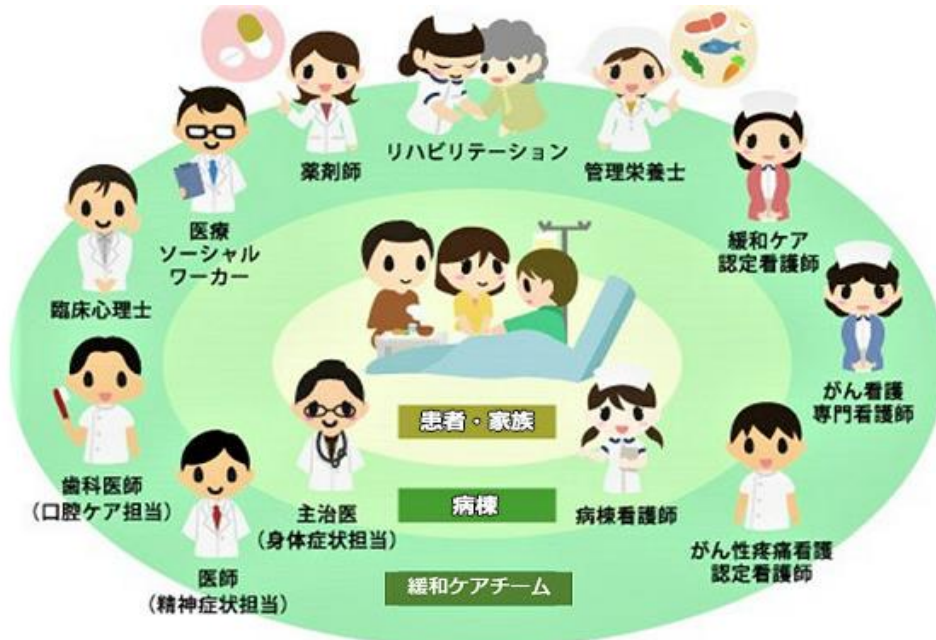 薬剤師
リハビリテーション
管理栄養士
医療
ソーシャル
ワーカー
緩和ケア
認定看護師
臨床心理士
がん看護
専門看護師
患者・家族
歯科医師
(口腔ケア担当)
病棟
主治医
(身体症状担当)
病棟看護師
がん性疼痛看護
認定看護師
医師
(精神症状担当)
緩和ケアチーム